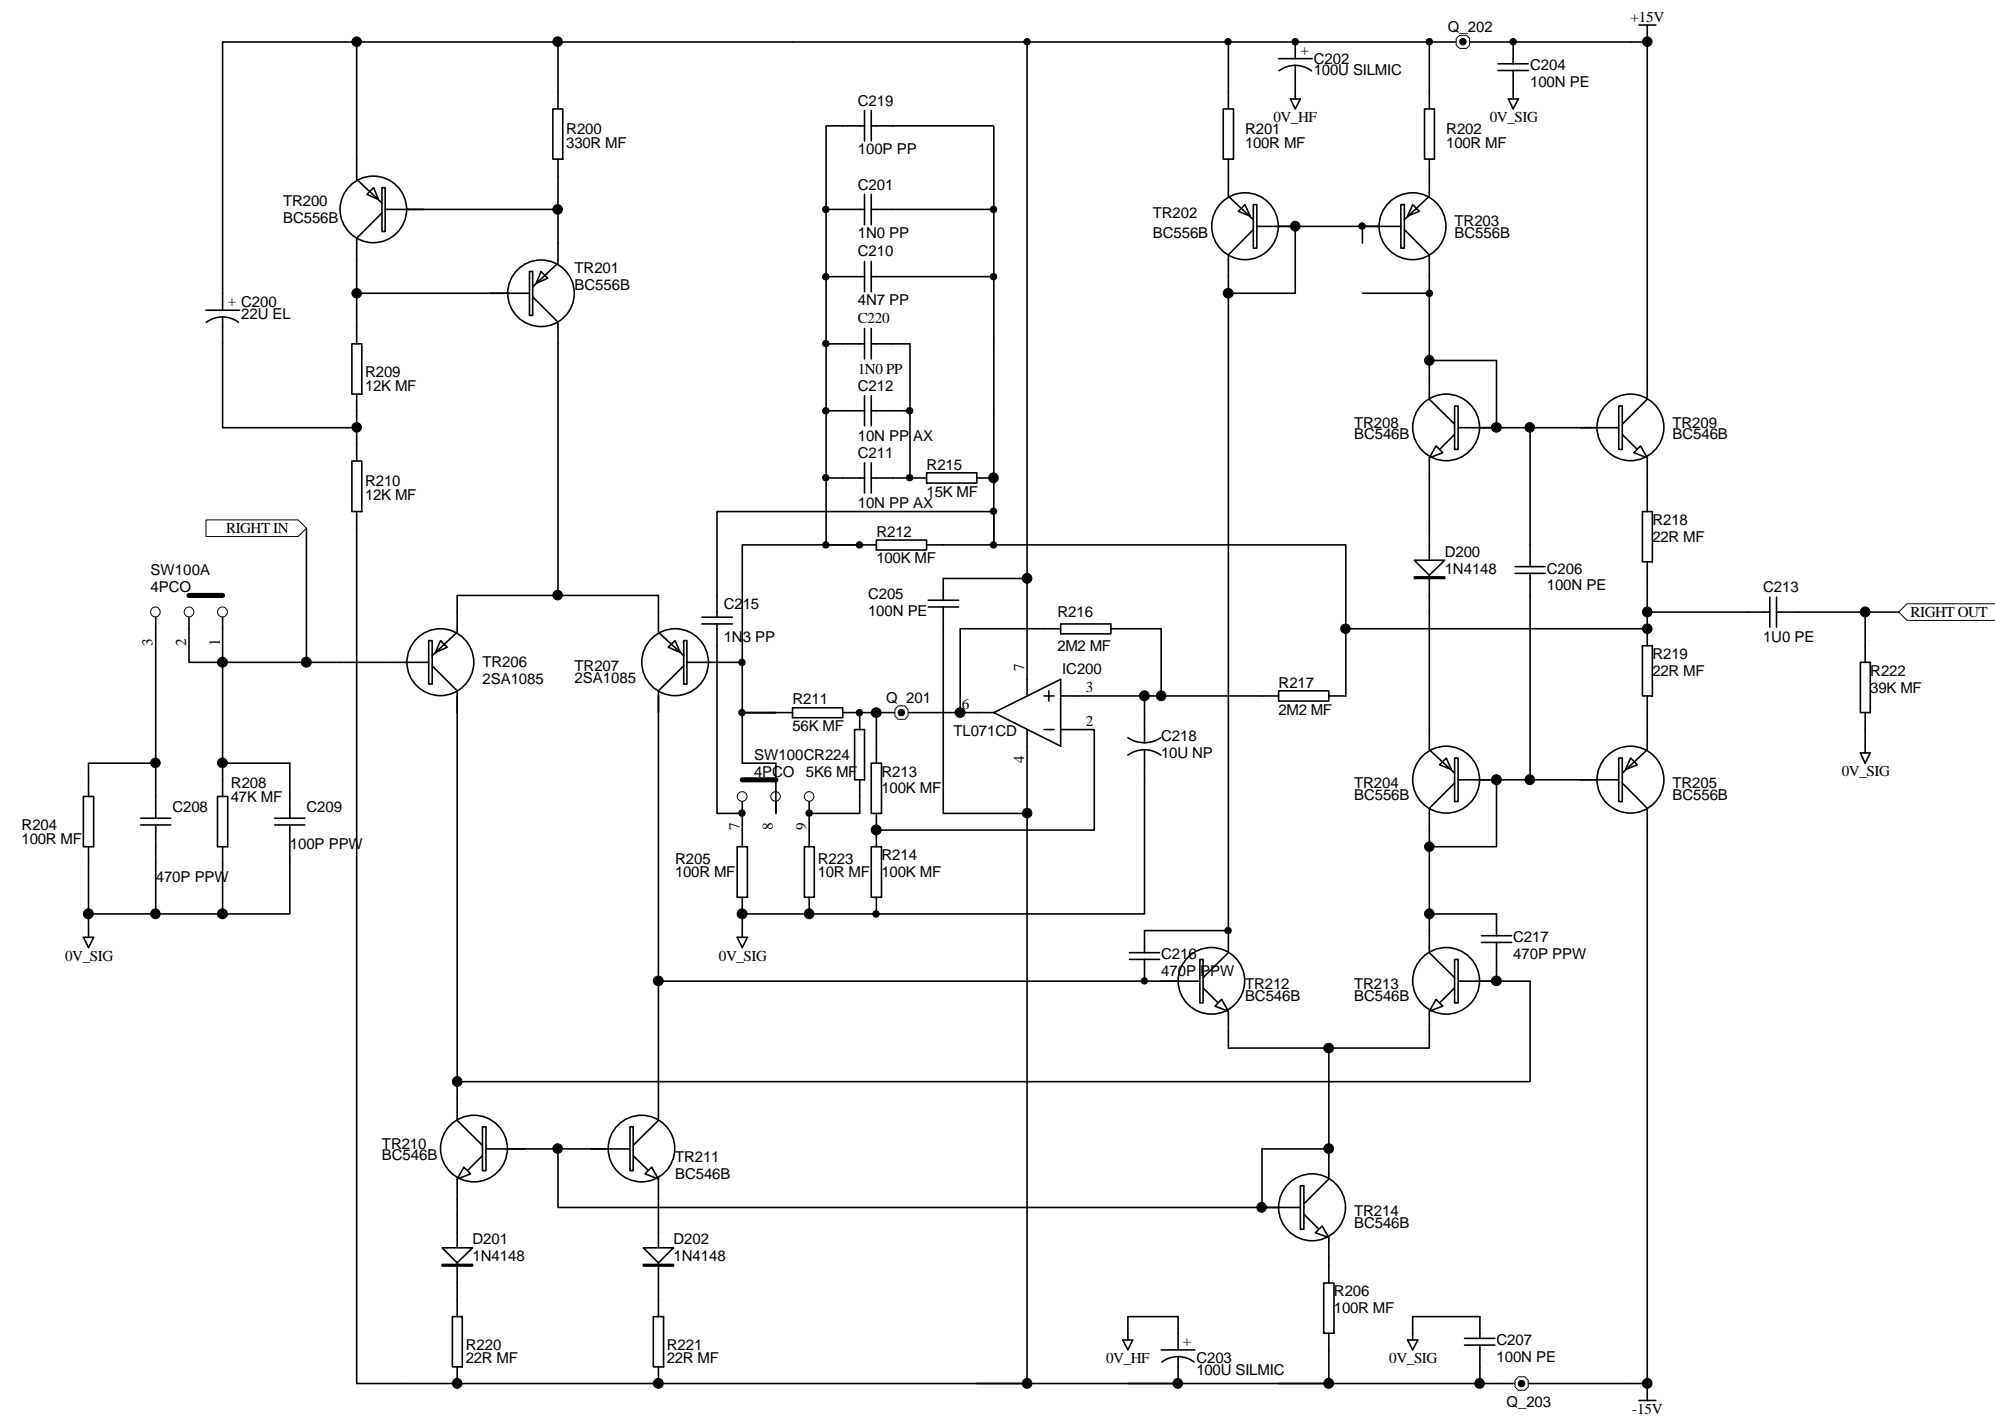 +15V
Q_202
C202
100U SILMIC
C204
100N PE
0V_HF
0V_SIG
C219
100P PP
R200
330R MF
R201
100R MF
R202
100R MF
C201
1N0 PP
TR200
BC556B
TR202
BC556B
TR203
BC556B
C210
4N7 PP
TR201
BC556B
+
C200
22U EL
C220
1N0 PP
R209
12K MF
C212
10N PP AX
TR208
BC546B
TR209
BC546B
C211
10N PP AX
R215
15K MF
R210
12K MF
RIGHT IN
R212
100K MF
R218
22R MF
SW100A
4PCO
D200
1N4148
C206
100N PE
C205
100N PE
C215
1N3 PP
C213
1U0 PE
RIGHT OUT
R216
2M2 MF
3
2
1
TR206
2SA1085
TR207
2SA1085
7
IC200
3
R217
2M2 MF
R219
22R MF
R222
39K MF
R211
56K MF
Q_201
6
TL071CD
2
4
C218
10U NP
SW100C
4PCO
R224
5K6 MF
R213
100K MF
0V_SIG
TR204
BC556B
TR205
BC556B
R208
47K MF
C208
470P PPW
C209
100P PPW
R204
100R MF
7
8
9
R205
100R MF
R223
10R MF
R214
100K MF
0V_SIG
0V_SIG
C216
470P PPW
C217
470P PPW
TR212
BC546B
TR213
BC546B
TR210
BC546B
TR211
BC546B
TR214
BC546B
D201
1N4148
D202
1N4148
R206
100R MF
R220
22R MF
R221
22R MF
0V_HF
+
C203
100U SILMIC
0V_SIG
C207
100N PE
Q_203
-15V